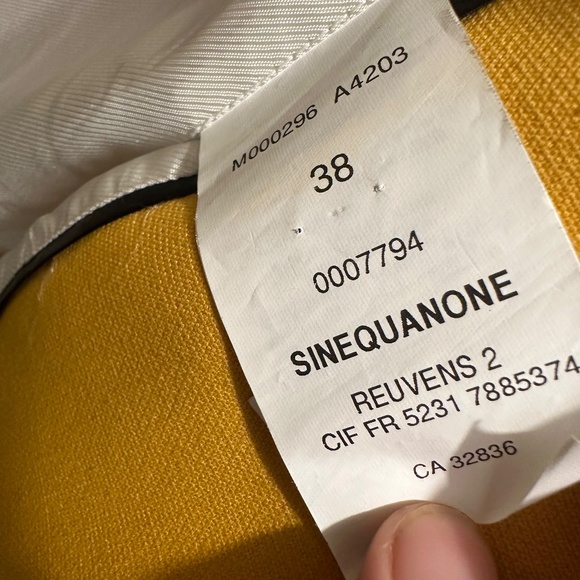 M000296 A4203
38
0007794
SINEQUANONE
REUVENS 2
CIF FR 5231 7885374
CA 32836